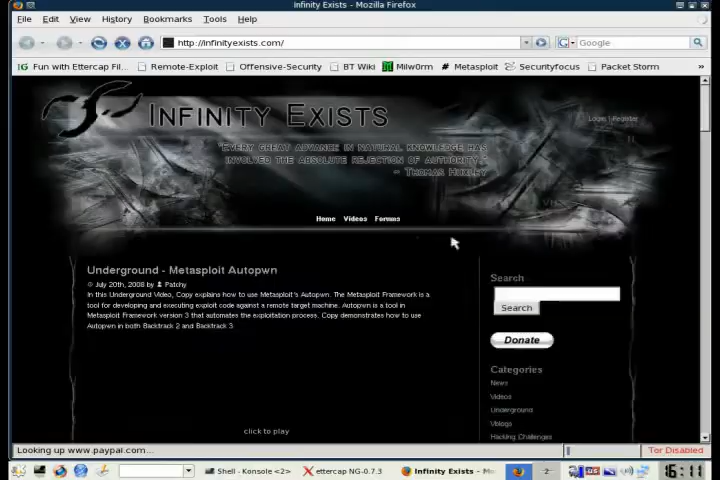 Infinity Exists - Mozilla Firefox
File Edit View History Bookmarks Tools Help
http://infinityexists.com/
Google
Fun with Ettercap Fil... Remote-Exploit Offensive-Security BT Wiki Milw0rm Metasploit Securityfocus Packet Storm »
INFINITY EXISTS
Login | Register
"EVERY GREAT ADVANCE IN NATURAL KNOWLEDGE HAS
INVOLVED THE ABSOLUTE REJECTION OF AUTHORITY."
- THOMAS HUXLEY
Home Videos Forums
Underground - Metasploit Autopwn
July 20th, 2008 by Patchy
In this Underground Video, Copy explains how to use Metasploit's Autopwn. The Metasploit Framework is a
tool for developing and executing exploit code against a remote target machine. Autopwn is a tool in
Metasploit Framework version 3 that automates the exploitation process. Copy demonstrates how to use
Autopwn in both Backtrack 2 and Backtrack 3.
click to play
Search
Search
Donate
Categories
News
Videos
Underground
Vblogs
Hacking Challenges
Looking up www.paypal.com...
Tor Disabled
Shell - Konsole <2> ettercap NG-0.7.3 Infinity Exists - Mo
2
US
16:11